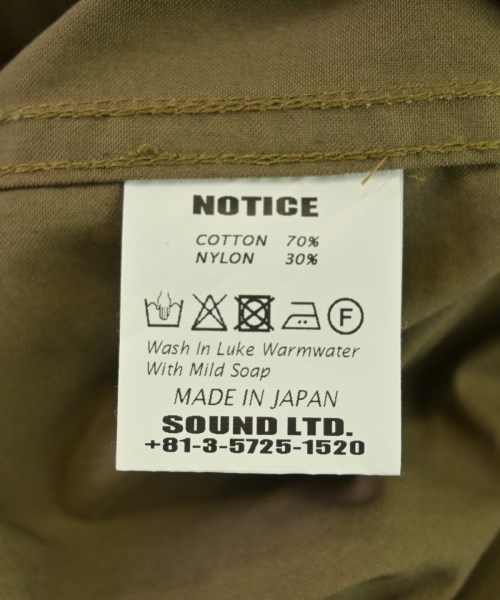 NOTICE
COTTON 70%
NYLON 30%
F
Wash In Luke Warmwater
With Mild Soap
MADE IN JAPAN
SOUND LTD.
+81-3-5725-1520